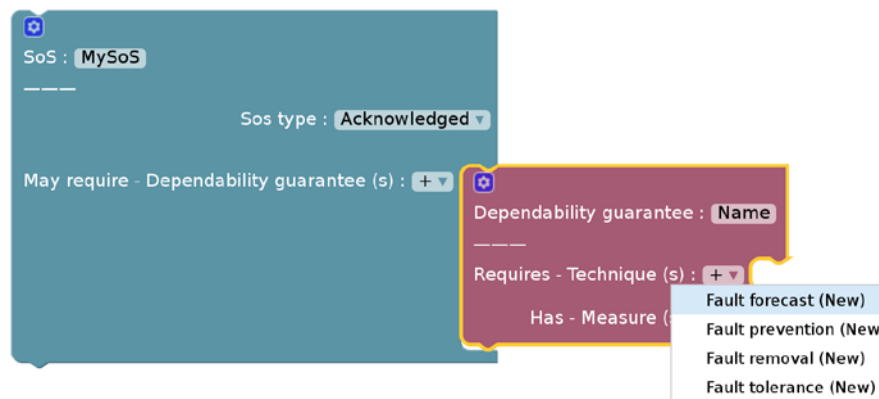 SoS : MySoS
———
Sos type : Acknowledged ▾
May require - Dependability guarantee (s) : + ▾
Dependability guarantee : Name
———
Requires - Technique (s) : + ▾
Has - Measure (
Fault forecast (New)
Fault prevention (New
Fault removal (New)
Fault tolerance (New)